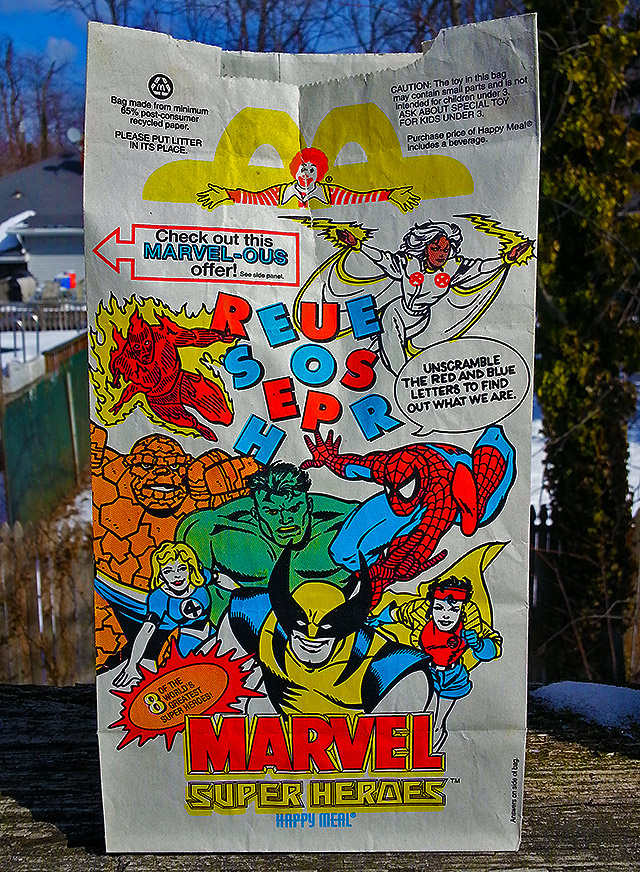 Bag made from minimum
65% post-consumer
recycled paper.
PLEASE PUT LITTER
IN ITS PLACE.
CAUTION: The toy in this bag
may contain small parts and is not
intended for children under 3.
ASK ABOUT SPECIAL TOY
FOR KIDS UNDER 3.
Purchase price of Happy Meal®
includes a beverage.
®
Check out this
MARVEL-OUS
offer! See side panel.
REUUE
SOS
EPR
H
UNSCRAMBLE
THE RED AND BLUE
LETTERS TO FIND
OUT WHAT WE ARE.
4
8 OF THE
WORLD'S
GREATEST
SUPER HEROES!
MARVEL
SUPER HEROES™
HAPPY MEAL®
Answers on side of bag.